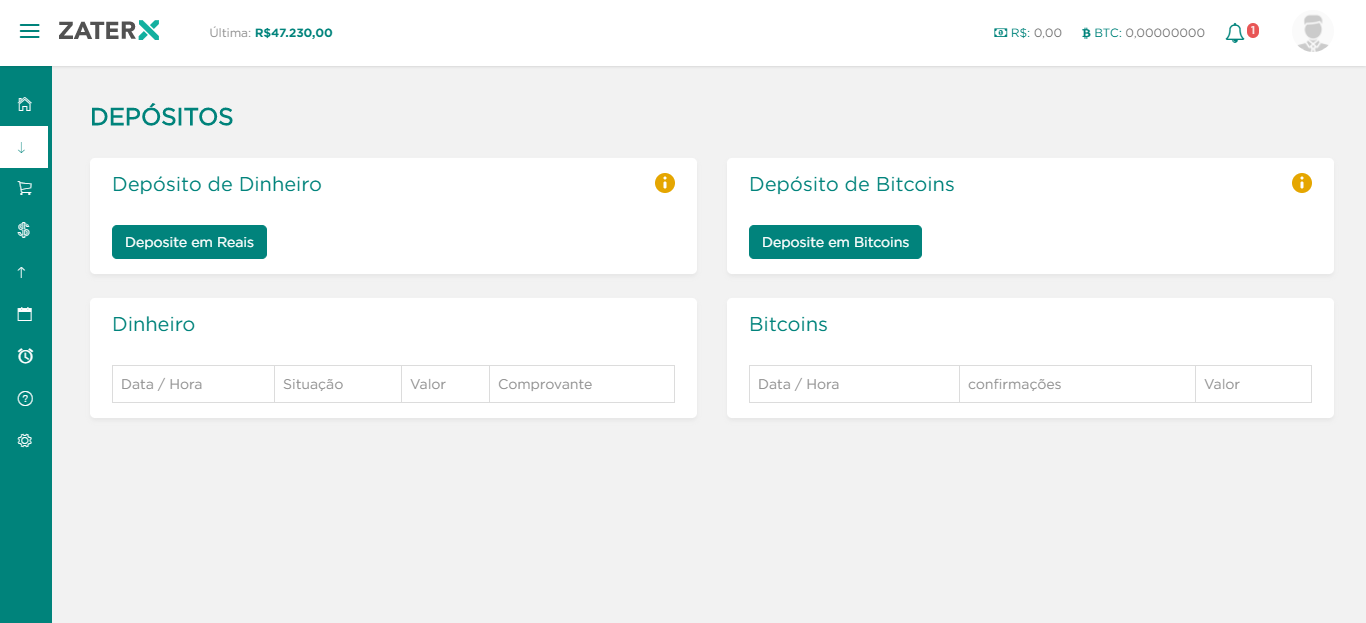 ZATERX
Última: R$47.230,00
R$: 0,00
BTC: 0,00000000
1
DEPÓSITOS
Depósito de Dinheiro
Deposite em Reais
Depósito de Bitcoins
Deposite em Bitcoins
Dinheiro
Data / Hora Situação Valor Comprovante
Bitcoins
Data / Hora confirmações Valor